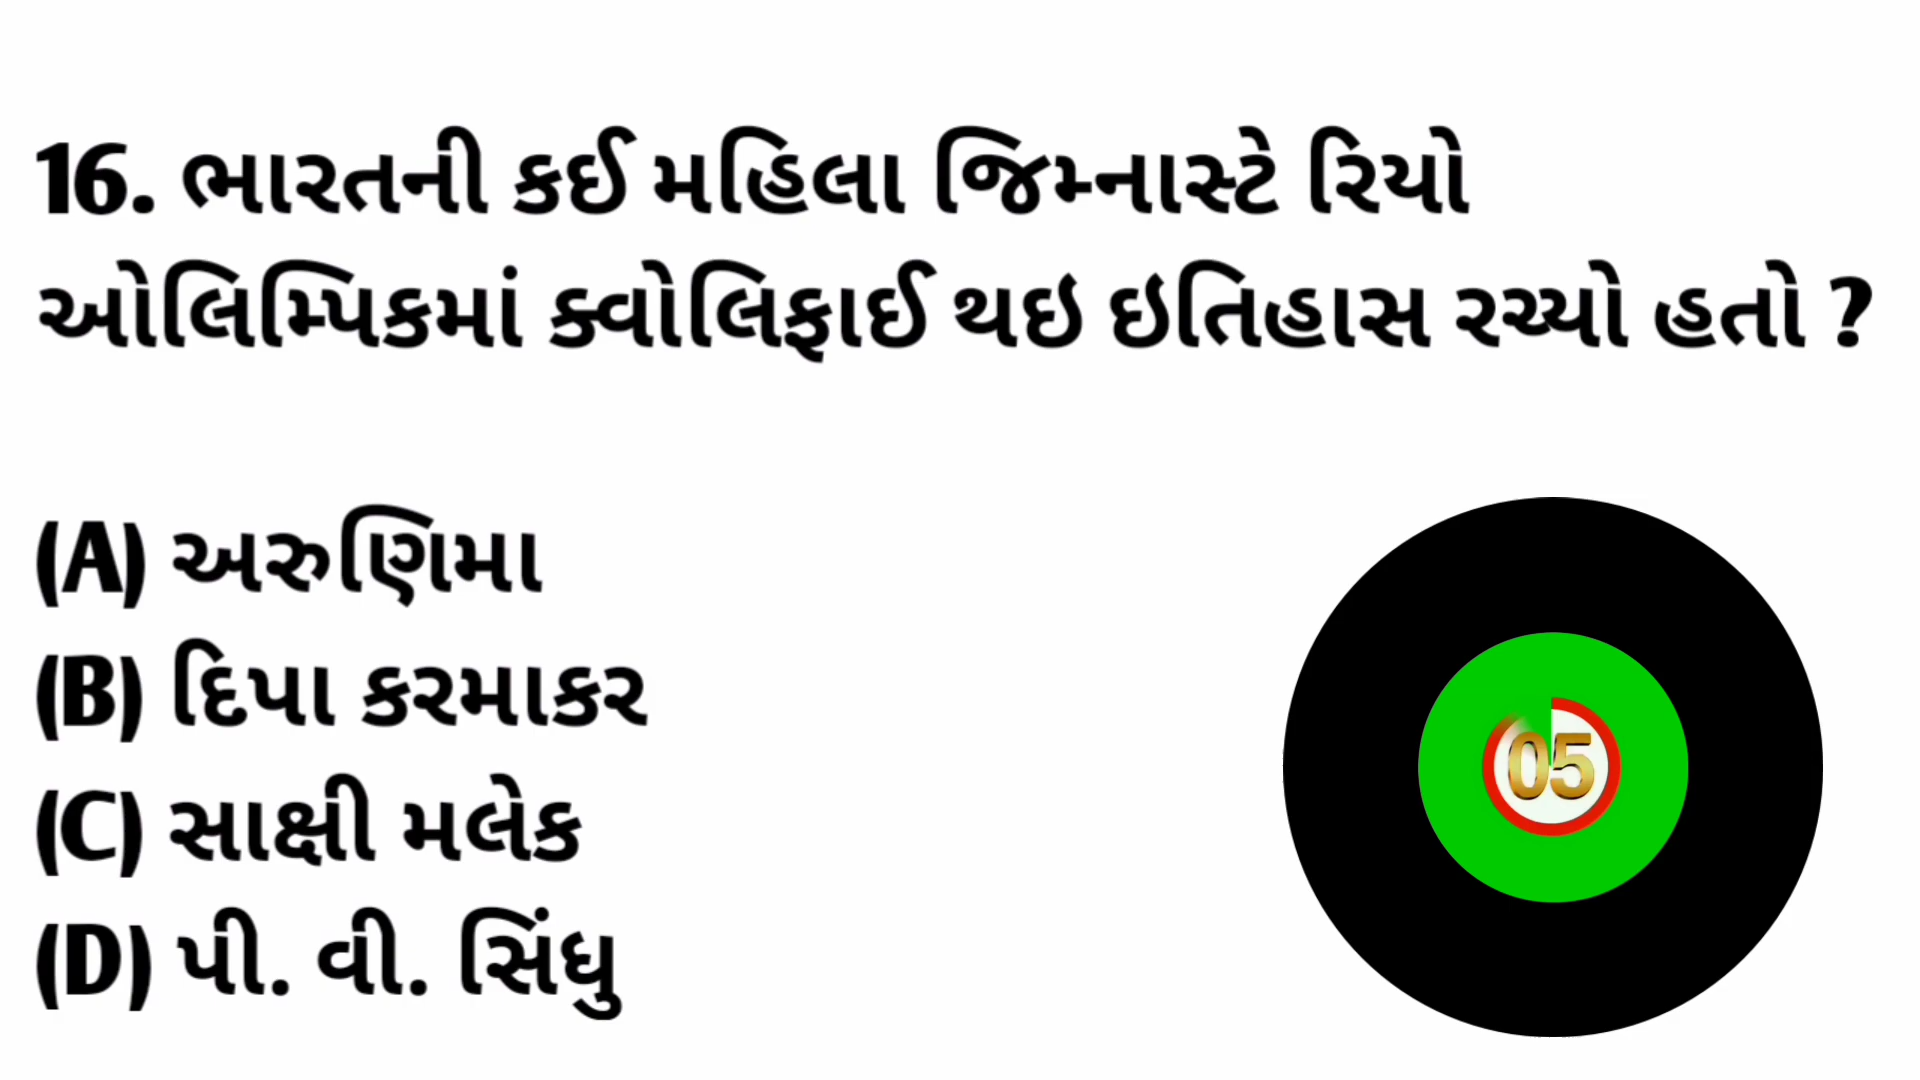 16. ભારતની કઈ મહિલા જિમ્નાસ્ટે રિયો
ઓલિમ્પિકમાં ક્વોલિફાઈ થઇ ઇતિહાસ રચ્યો હતો ?
(A) અરુણિમા
(B) દિપા કરમાકર
(C) સાક્ષી મલેક
(D) પી. વી. સિંધુ
05